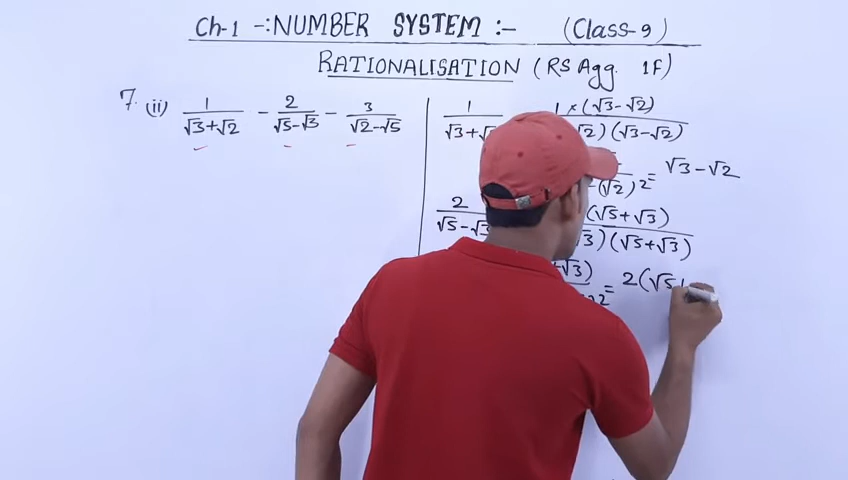 Ch-1 -:NUMBER SYSTEM :- (Class-9)
RATIONALISATION (RS Agg. 1F)
7. (ii) 1/(√3+√2) - 2/(√5-√3) - 3/(√2-√5)
1/(√3+√ 1×(√3-√2)/ √2)(√3-√2)
-(√2)2 = √3-√2
2/(√5-√3 (√5+√3)/ √3)(√5+√3)
√3)/ 2 = 2(√5+